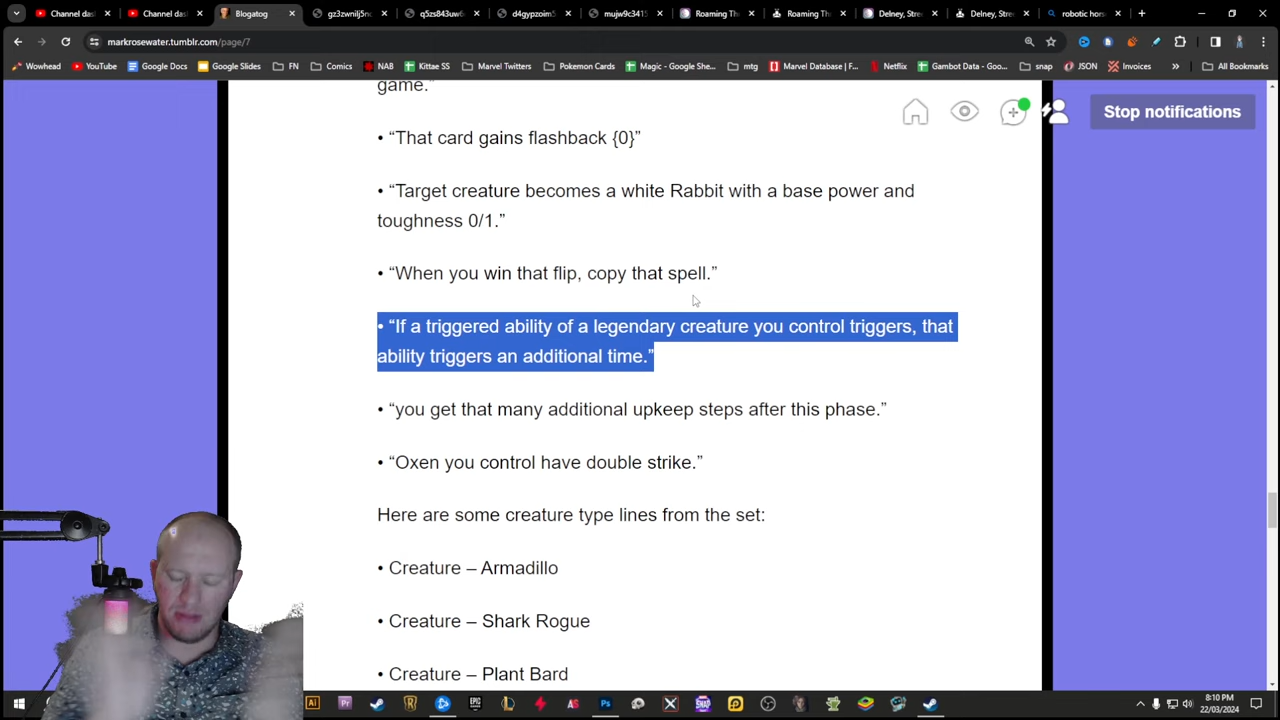 Channel das
Channel das
Blogatog
gz3zwnilj5n
q5zs843uw6
d4gypzoim5
mujw9c3415
Roaming Th
Roaming Th
Delney, Stre
Delney, Stre
robotic hors
markrosewater.tumblr.com/page/7
Wowhead
YouTube
Google Docs
Google Slides
FN
Comics
NAB
Kittae SS
Marvel Twitters
Pokemon Cards
Magic - Google She...
mtg
Marvel Database | F...
Netflix
Gambot Data - Goo...
snap
JSON
Invoices
All Bookmarks
game.”
Stop notifications
• “That card gains flashback {0}”
• “Target creature becomes a white Rabbit with a base power and
toughness 0/1.”
• “When you win that flip, copy that spell.”
• “If a triggered ability of a legendary creature you control triggers, that
ability triggers an additional time.”
• “you get that many additional upkeep steps after this phase.”
• “Oxen you control have double strike.”
Here are some creature type lines from the set:
• Creature – Armadillo
• Creature – Shark Rogue
• Creature – Plant Bard
8:10 PM
22/03/2024